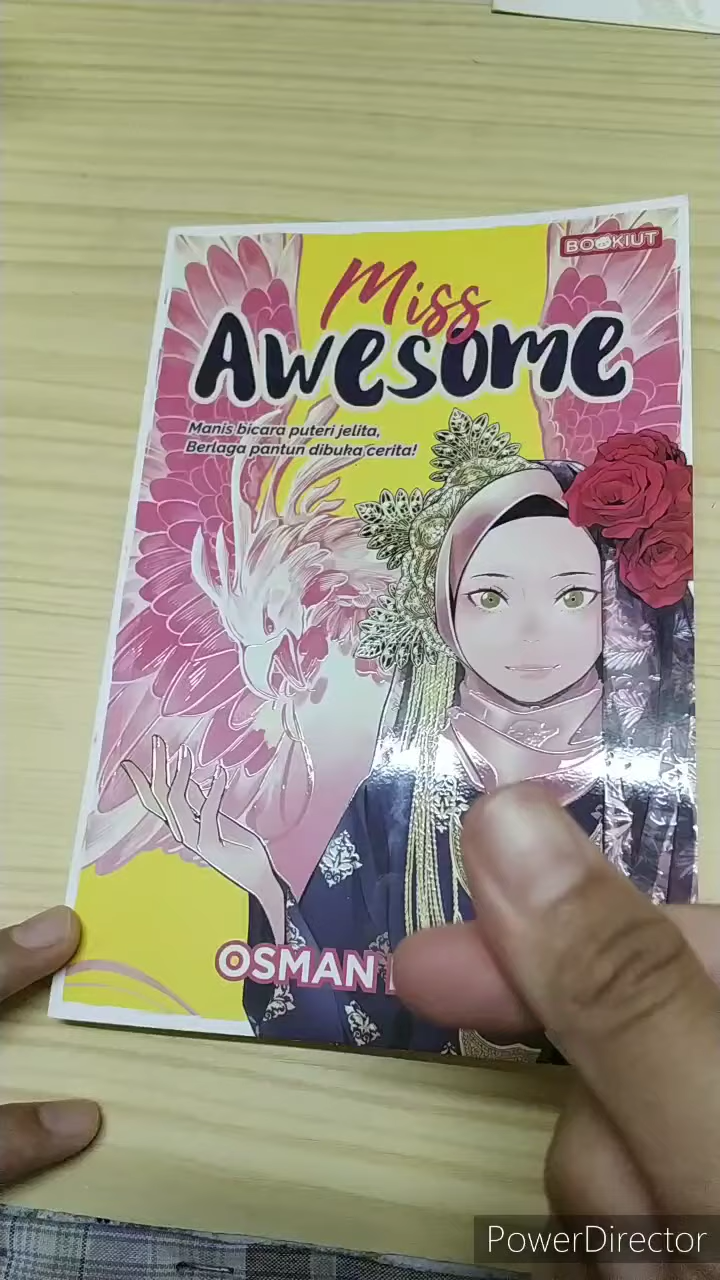 BOOKIUT
Miss
Awesome
Manis bicara puteri jelita,
Berlaga pantun dibuka cerita!
OSMAN
PowerDirector